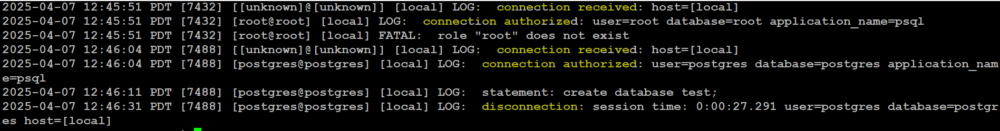 2025-04-07 12:45:51 PDT [7432] [[unknown]@[unknown]] [local] LOG:  connection received: host=[local]
2025-04-07 12:45:51 PDT [7432] [root@root] [local] LOG:  connection authorized: user=root database=root application_name=psql
2025-04-07 12:45:51 PDT [7432] [root@root] [local] FATAL:  role "root" does not exist
2025-04-07 12:46:04 PDT [7488] [[unknown]@[unknown]] [local] LOG:  connection received: host=[local]
2025-04-07 12:46:04 PDT [7488] [postgres@postgres] [local] LOG:  connection authorized: user=postgres database=postgres application_nam
e=psql
2025-04-07 12:46:11 PDT [7488] [postgres@postgres] [local] LOG:  statement: create database test;
2025-04-07 12:46:31 PDT [7488] [postgres@postgres] [local] LOG:  disconnection: session time: 0:00:27.291 user=postgres database=postgr
es host=[local]